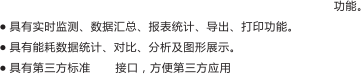 功能。
● 具有实时监测、数据汇总、报表统计、导出、打印功能。
● 具有能耗数据统计、对比、分析及图形展示。
● 具有第三方标准 接口，方便第三方应用